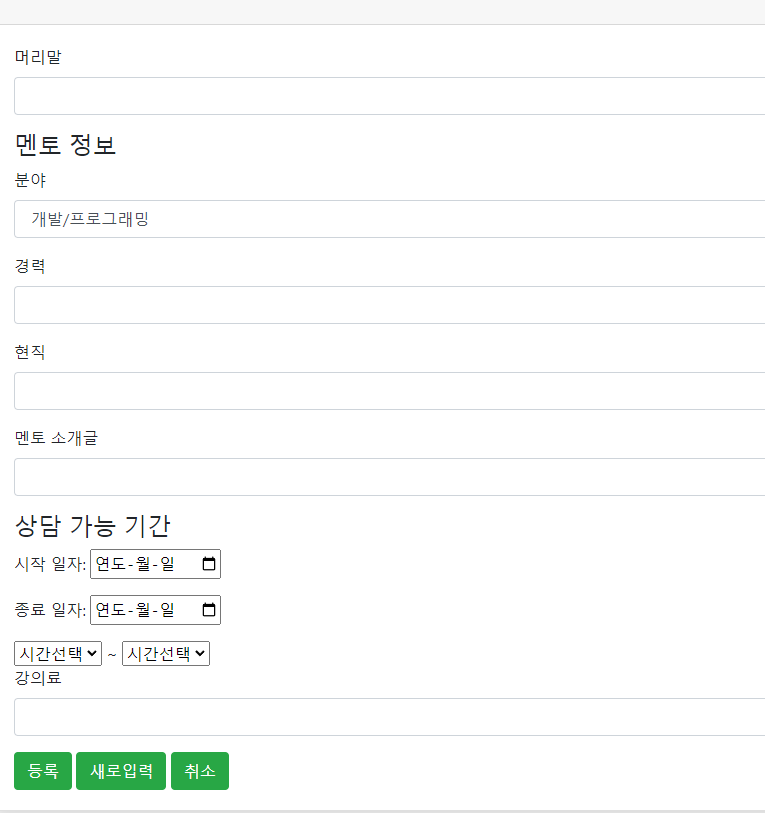 머리말
멘토 정보
분야
개발/프로그래밍
경력
현직
멘토 소개글
상담 가능 기간
시작 일자: 연도-월-일
종료 일자: 연도-월-일
시간선택 ~ 시간선택
강의료
등록 새로입력 취소